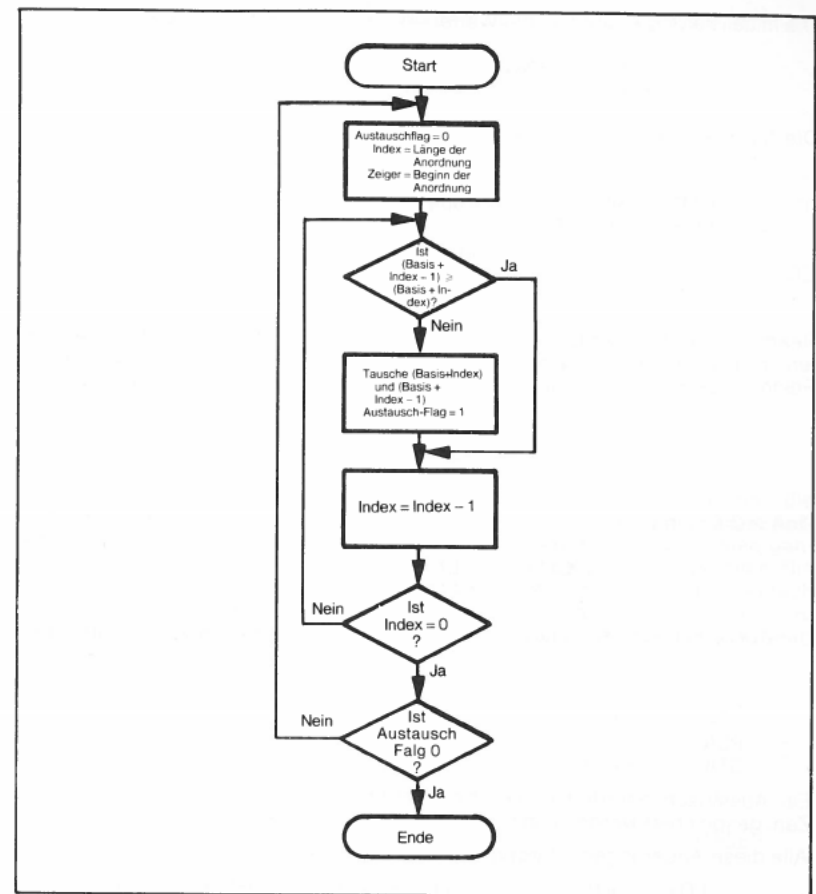 Start
Austauschflag = 0
Index = Länge der
Anordnung
Zeiger = Beginn der
Anordnung
Ist
(Basis +
Index – 1) ≥
(Basis + In-
dex)?
Ja
Nein
Tausche (Basis+Index)
und (Basis +
Index – 1)
Austausch-Flag = 1
Index = Index – 1
Nein
Ist
Index = 0
?
Ja
Nein
Ist
Austausch
Falg 0
?
Ja
Ende